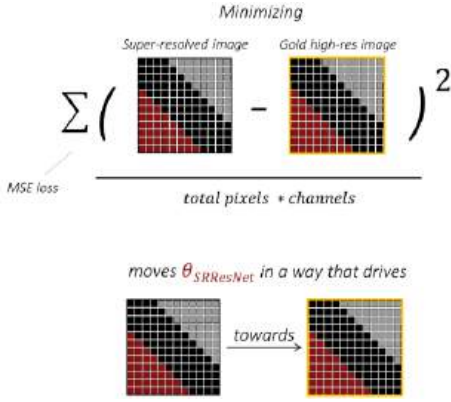 Minimizing
Super-resolved image
Gold high-res image
∑ ( - )²
MSE loss
total pixels * channels
moves θ_SRResNet in a way that drives
towards